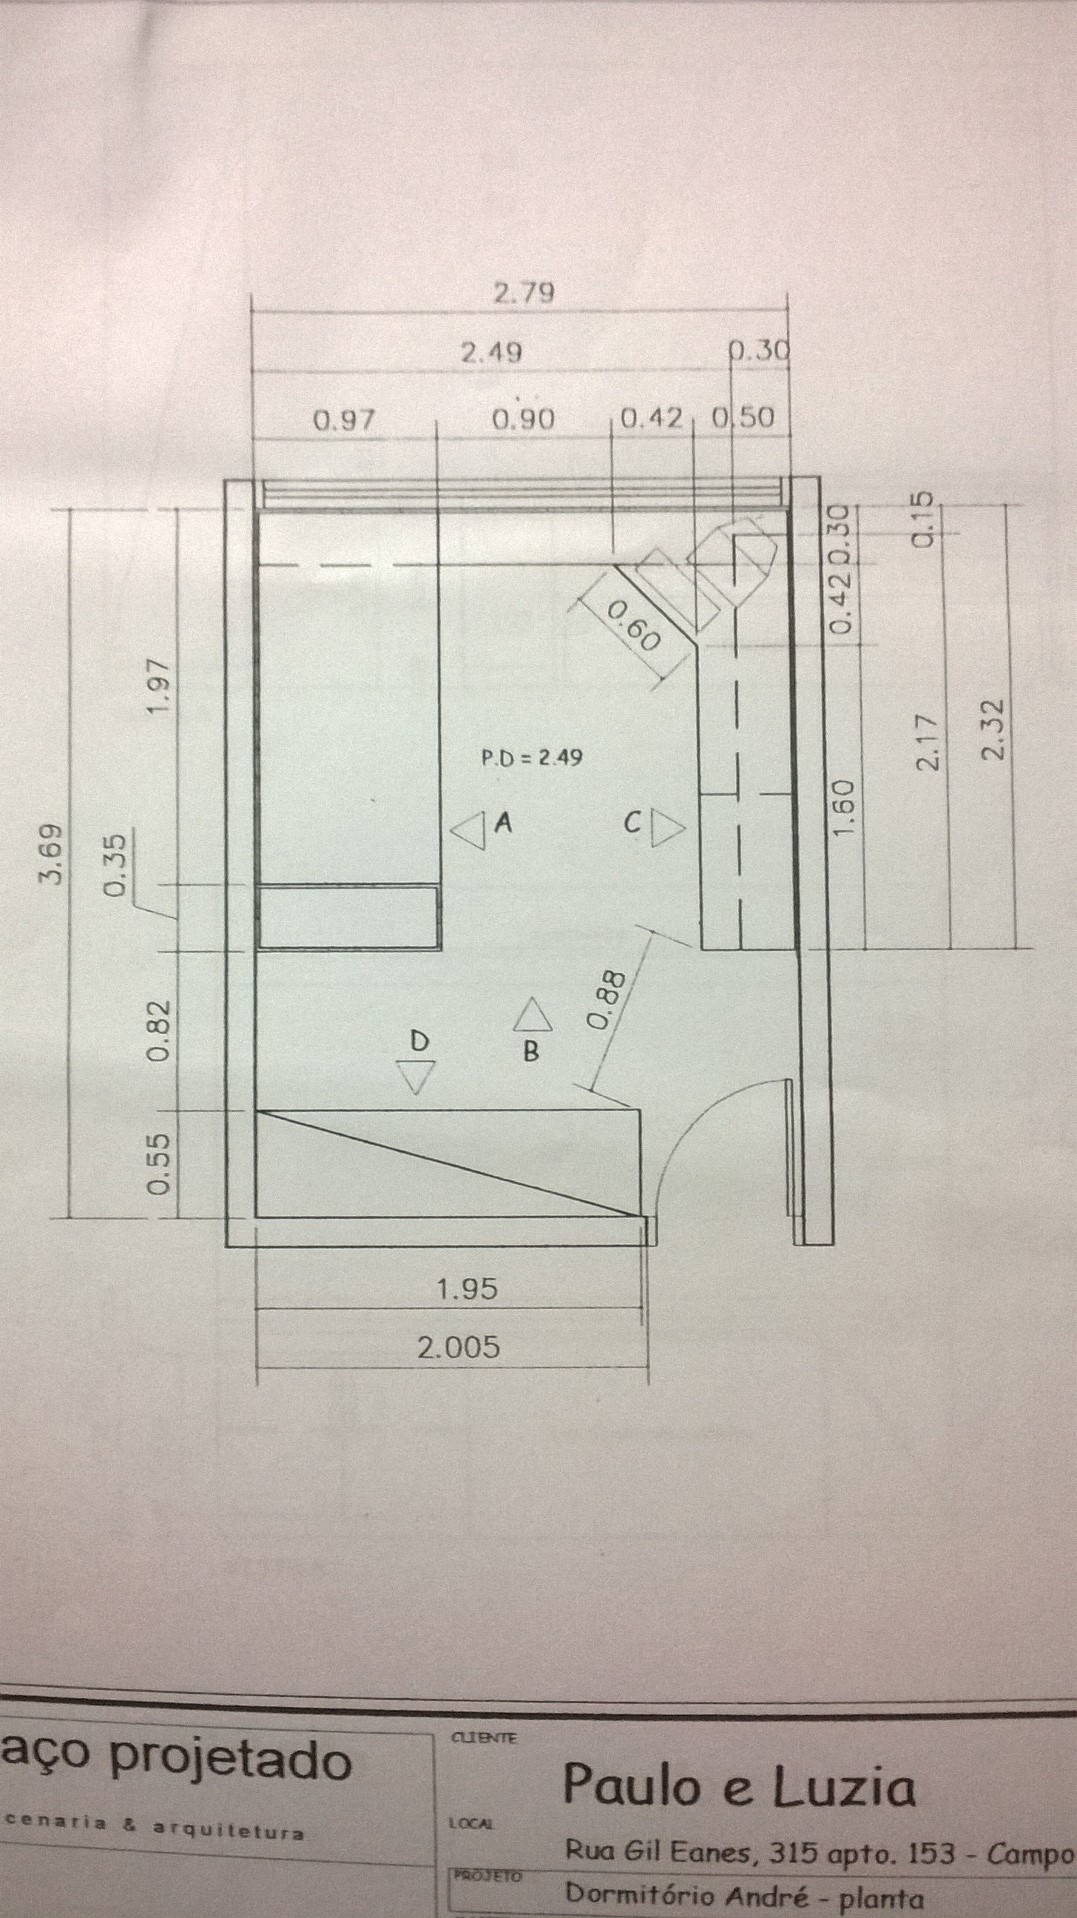 2.79
2.49 0.30
0.97 0.90 0.42 0.50
0.15
0.30
0.42
0.60
1.97
2.17
2.32
P.D = 2.49
1.60
A C
3.69
0.35
0.88
0.82
D
B
0.55
1.95
2.005
aço projetado
cenaria & arquitetura
CLIENTE
Paulo e Luzia
LOCAL
Rua Gil Eanes, 315 apto. 153 - Campo
PROJETO
Dormitório André - planta